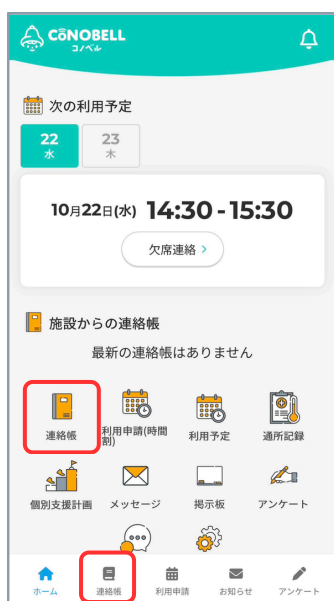 CōNOBELL
コノベル
次の利用予定
22
水
23
木
10月22日(水) 14:30 - 15:30
欠席連絡 >
施設からの連絡帳
最新の連絡帳はありません
連絡帳
利用申請(時間
割)
利用予定
通所記録
個別支援計画
メッセージ
掲示板
アンケート
ホーム
連絡帳
利用申請
お知らせ
アンケート